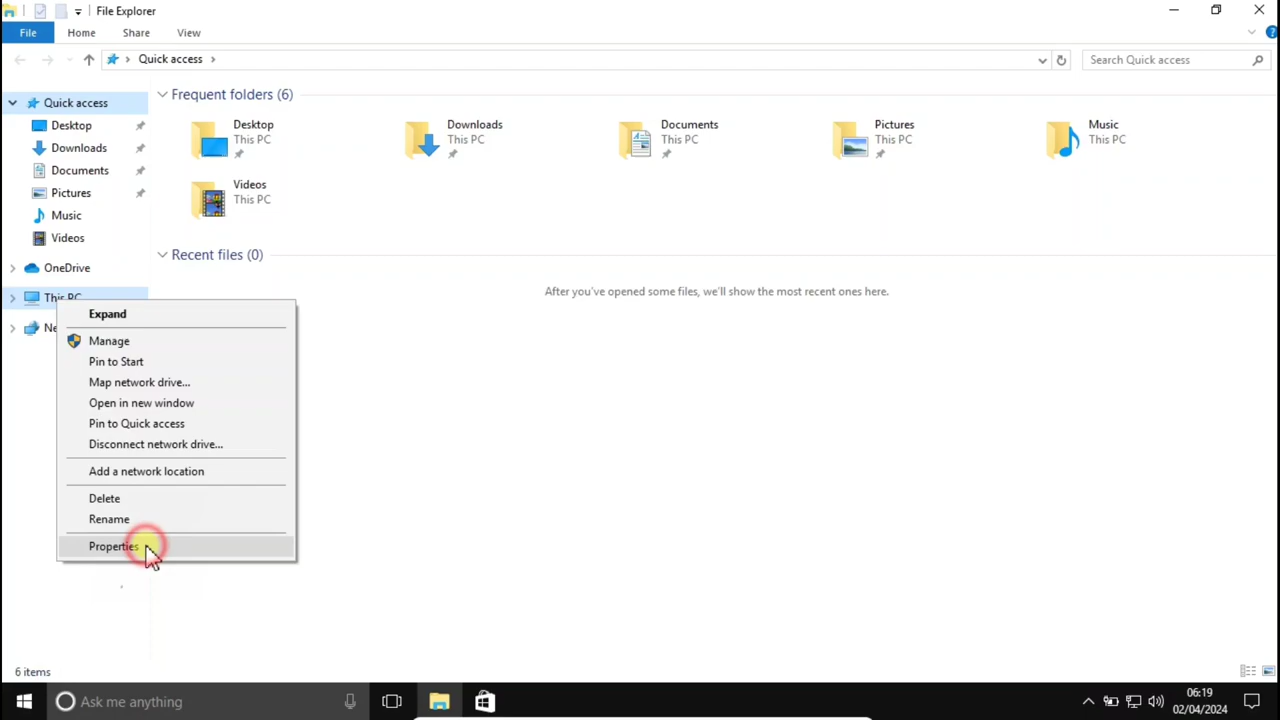 File Explorer
File Home Share View
Quick access Search Quick access
Quick access
Desktop
Downloads
Documents
Pictures
Music
Videos
OneDrive
This PC
Ne
Frequent folders (6)
Desktop
This PC
Downloads
This PC
Documents
This PC
Pictures
This PC
Music
This PC
Videos
This PC
Recent files (0)
After you've opened some files, we'll show the most recent ones here.
Expand
Manage
Pin to Start
Map network drive...
Open in new window
Pin to Quick access
Disconnect network drive...
Add a network location
Delete
Rename
Properties
6 items
Ask me anything
06:19
02/04/2024